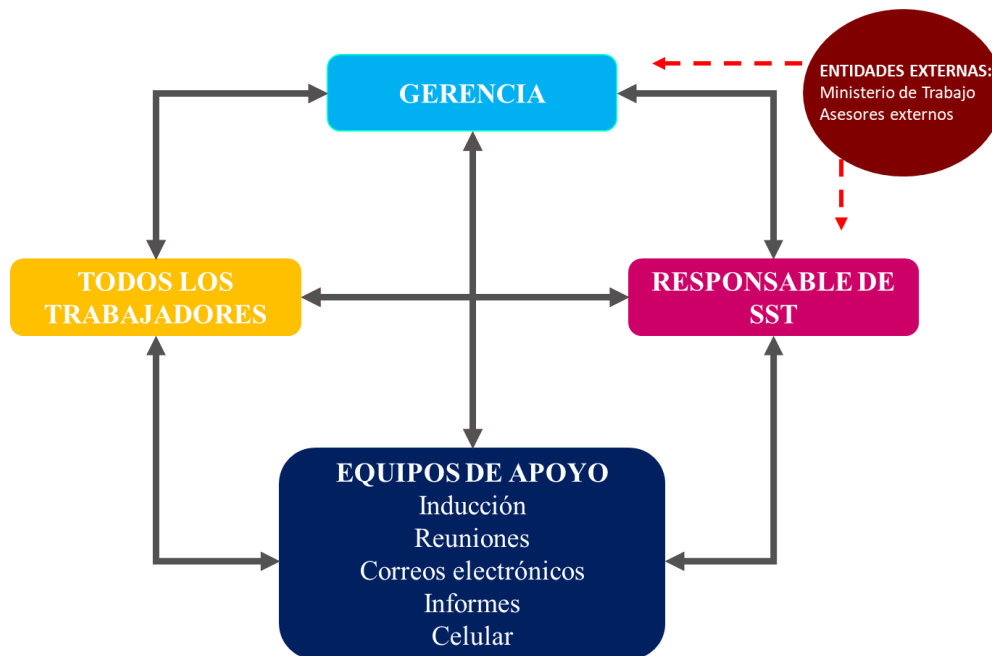 GERENCIA
ENTIDADES EXTERNAS:
Ministerio de Trabajo
Asesores externos
TODOS LOS
TRABAJADORES
RESPONSABLE DE
SST
EQUIPOS DE APOYO
Inducción
Reuniones
Correos electrónicos
Informes
Celular